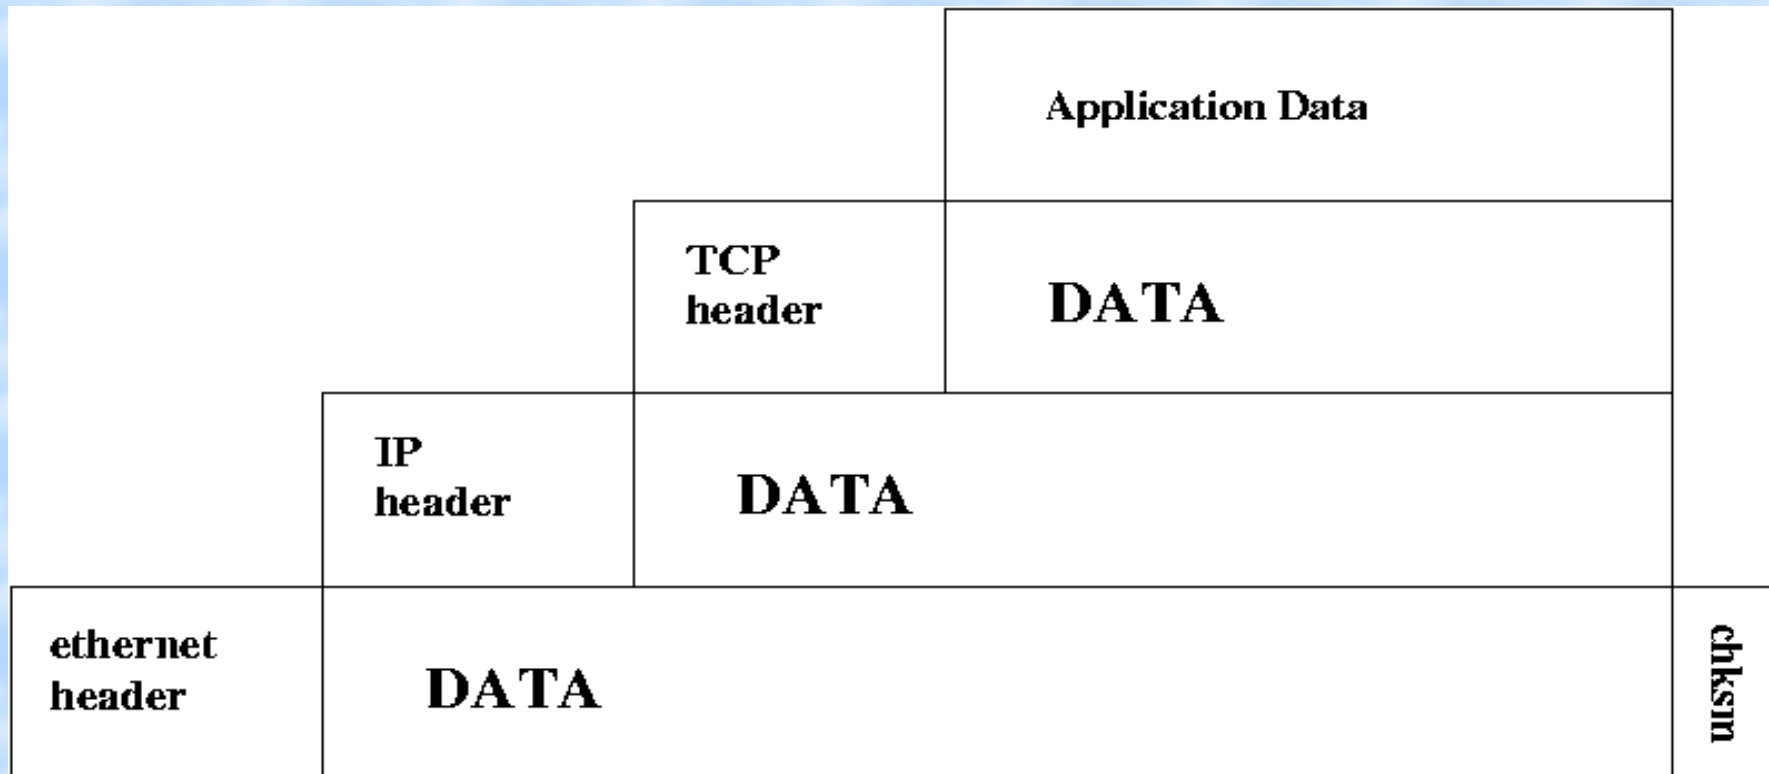 Application Data
TCP
header
DATA
IP
header
DATA
ethernet
header
DATA
chksm